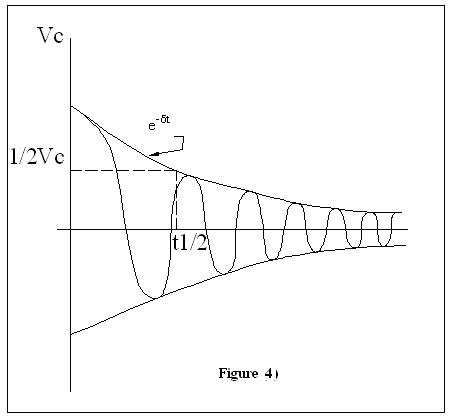 Vc
e-δt
1/2Vc
t1/2
Figure 4)